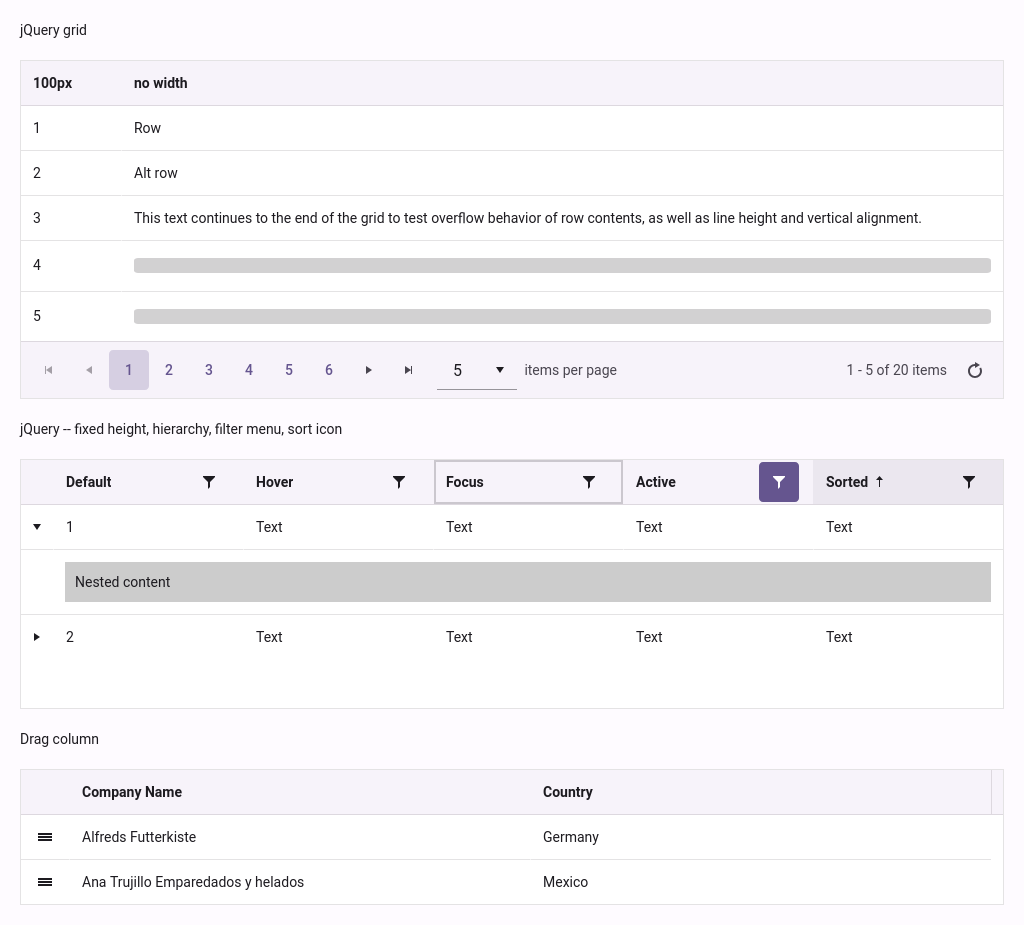 jQuery grid
100px no width
1 Row
2 Alt row
3 This text continues to the end of the grid to test overflow behavior of row contents, as well as line height and vertical alignment.
4
5
1 2 3 4 5 6 5 items per page 1 - 5 of 20 items
jQuery -- fixed height, hierarchy, filter menu, sort icon
Default Hover Focus Active Sorted
1 Text Text Text Text
Nested content
2 Text Text Text Text
Drag column
Company Name Country
Alfreds Futterkiste Germany
Ana Trujillo Emparedados y helados Mexico